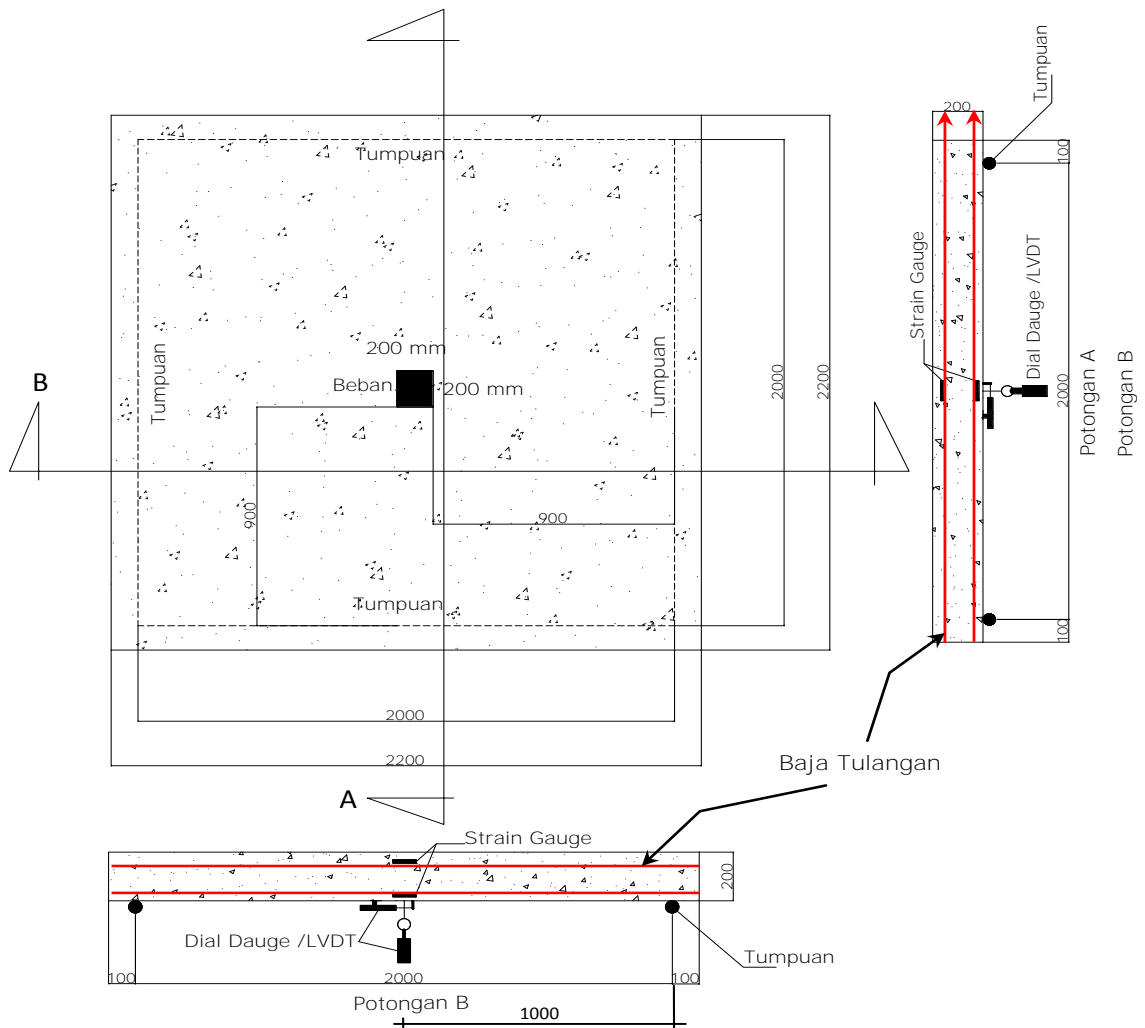 Tumpuan
200 mm
Beban
200 mm
Tumpuan
Tumpuan
B
900
900
Tumpuan
2000
2200
2000
2200
A
200
Tumpuan
100
Strain Gauge
Dial Dauge /LVDT
2000
Potongan A
Potongan B
100
Baja Tulangan
Strain Gauge
200
Dial Dauge /LVDT
Tumpuan
100
2000
100
Potongan B
1000